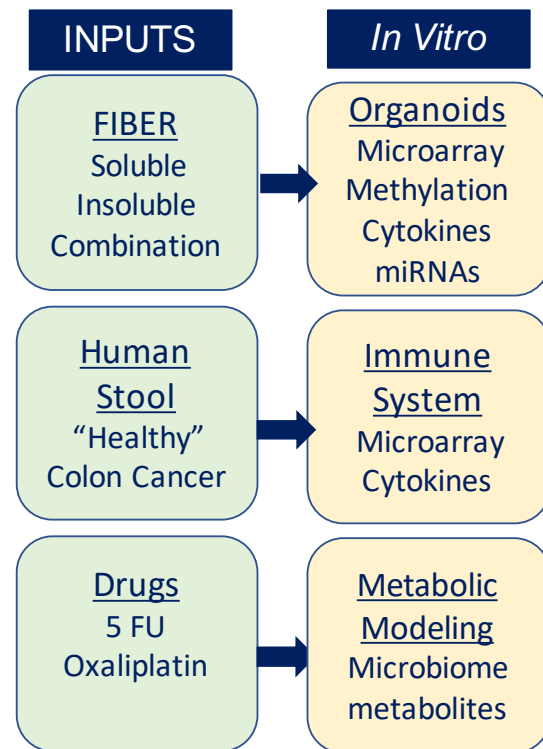 INPUTS
In Vitro
FIBER
Soluble
Insoluble
Combination
Organoids
Microarray
Methylation
Cytokines
miRNAs
Human
Stool
“Healthy”
Colon Cancer
Immune
System
Microarray
Cytokines
Drugs
5 FU
Oxaliplatin
Metabolic
Modeling
Microbiome
metabolites